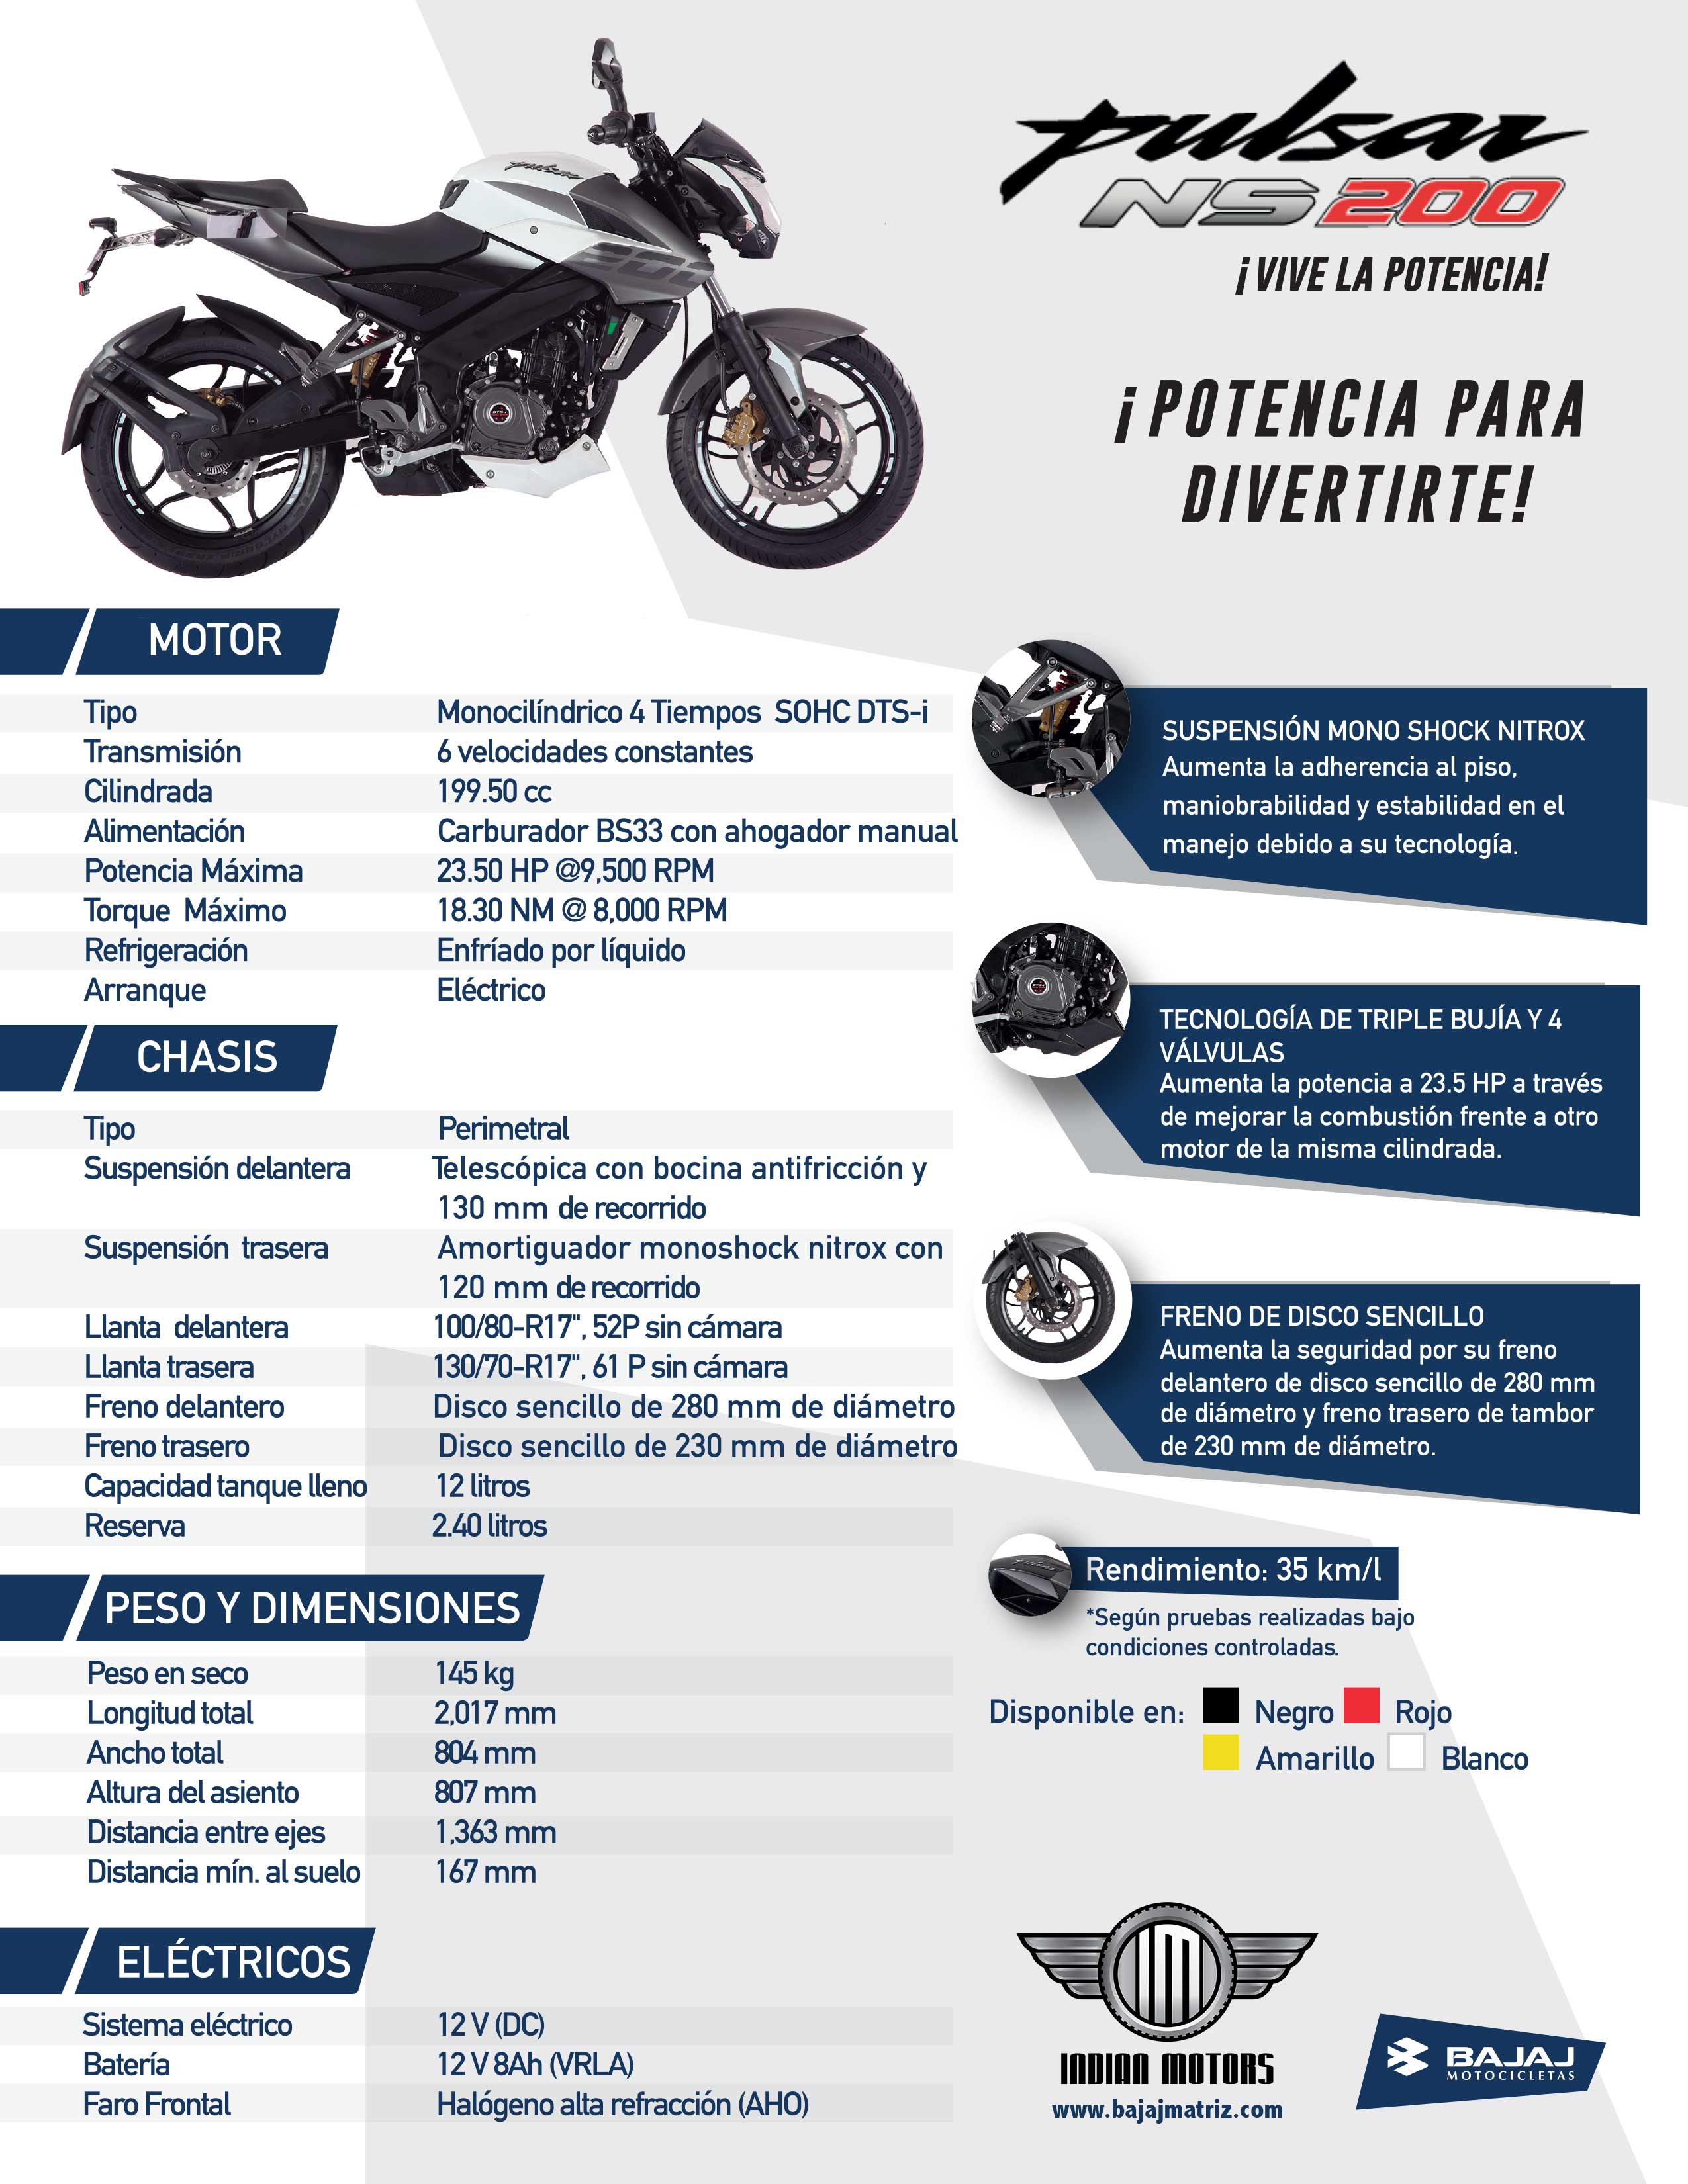 pulsar
NS200
¡VIVE LA POTENCIA!
¡POTENCIA PARA
DIVERTIRTE!
pulsar
200
MOTOR
Tipo Monocilíndrico 4 Tiempos SOHC DTS-i
Transmisión 6 velocidades constantes
Cilindrada 199.50 cc
Alimentación Carburador BS33 con ahogador manual
Potencia Máxima 23.50 HP @9,500 RPM
Torque Máximo 18.30 NM @ 8,000 RPM
Refrigeración Enfríado por líquido
Arranque Eléctrico
CHASIS
Tipo Perimetral
Suspensión delantera Telescópica con bocina antifricción y
130 mm de recorrido
Suspensión trasera Amortiguador monoshock nitrox con
120 mm de recorrido
Llanta delantera 100/80-R17", 52P sin cámara
Llanta trasera 130/70-R17", 61 P sin cámara
Freno delantero Disco sencillo de 280 mm de diámetro
Freno trasero Disco sencillo de 230 mm de diámetro
Capacidad tanque lleno 12 litros
Reserva 2.40 litros
PESO Y DIMENSIONES
Peso en seco 145 kg
Longitud total 2,017 mm
Ancho total 804 mm
Altura del asiento 807 mm
Distancia entre ejes 1,363 mm
Distancia mín. al suelo 167 mm
ELÉCTRICOS
Sistema eléctrico 12 V (DC)
Batería 12 V 8Ah (VRLA)
Faro Frontal Halógeno alta refracción (AHO)
SUSPENSIÓN MONO SHOCK NITROX
Aumenta la adherencia al piso,
maniobrabilidad y estabilidad en el
manejo debido a su tecnología.
TECNOLOGÍA DE TRIPLE BUJÍA Y 4
VÁLVULAS
Aumenta la potencia a 23.5 HP a través
de mejorar la combustión frente a otro
motor de la misma cilindrada.
FRENO DE DISCO SENCILLO
Aumenta la seguridad por su freno
delantero de disco sencillo de 280 mm
de diámetro y freno trasero de tambor
de 230 mm de diámetro.
Rendimiento: 35 km/l
*Según pruebas realizadas bajo
condiciones controladas.
Disponible en: Negro Rojo
Amarillo Blanco
IM
INDIAN MOTORS
www.bajajmatriz.com
BAJAJ
MOTOCICLETAS